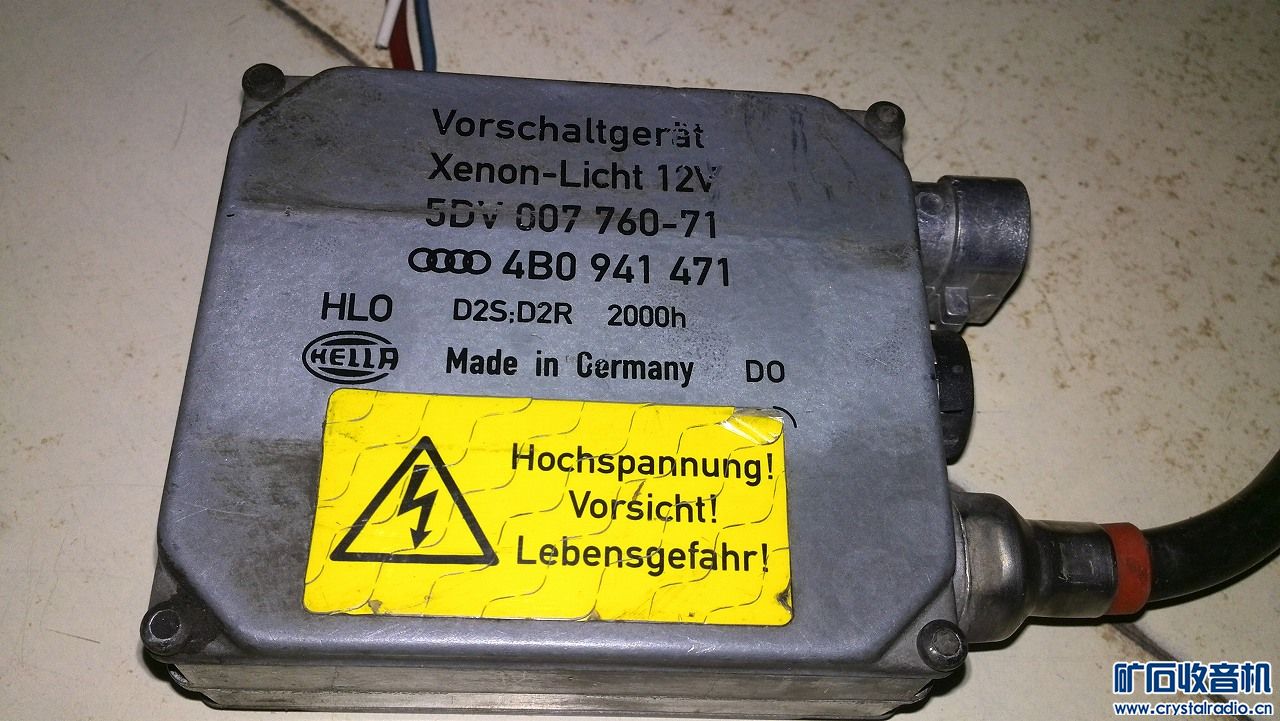 Vorschaltgerät
Xenon-Licht 12V
5DV 007 760-71
4B0 941 471
HLO D2S;D2R 2000h
HELLA Made in Germany DO
Hochspannung!
Vorsicht!
Lebensgefahr!
矿石收音机
www.crystalradio.cn